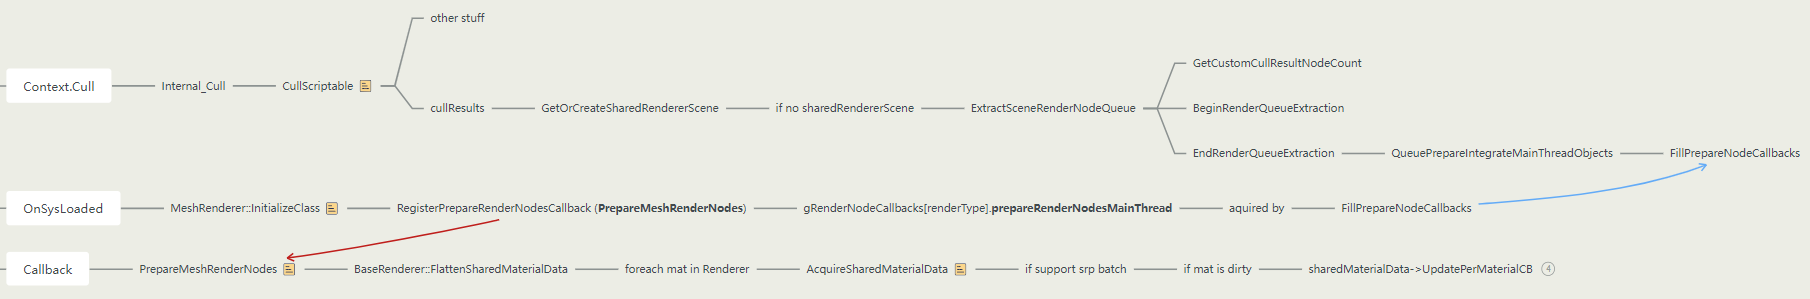 other stuff
Context.Cull
Internal_Cull
CullScriptable
cullResults
GetOrCreateSharedRendererScene
if no sharedRendererScene
ExtractSceneRenderNodeQueue
GetCustomCullResultNodeCount
BeginRenderQueueExtraction
EndRenderQueueExtraction
QueuePrepareIntegrateMainThreadObjects
FillPrepareNodeCallbacks
OnSysLoaded
MeshRenderer::InitializeClass
RegisterPrepareRenderNodesCallback (PrepareMeshRenderNodes)
gRenderNodeCallbacks[renderType].prepareRenderNodesMainThread
aquired by
FillPrepareNodeCallbacks
Callback
PrepareMeshRenderNodes
BaseRenderer::FlattenSharedMaterialData
foreach mat in Renderer
AcquireSharedMaterialData
if support srp batch
if mat is dirty
sharedMaterialData->UpdatePerMaterialCB
4